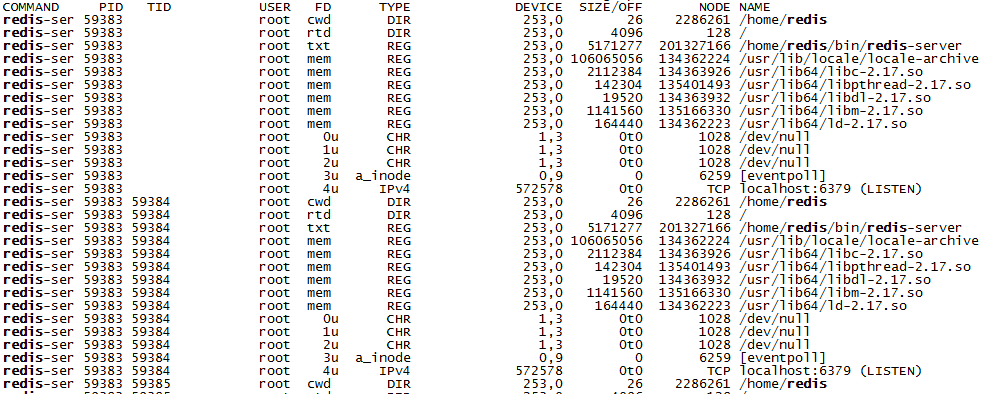 COMMAND PID TID USER FD TYPE DEVICE SIZE/OFF NODE NAME
redis-ser 59383 root cwd DIR 253,0 26 2286261 /home/redis
redis-ser 59383 root rtd DIR 253,0 4096 128 /
redis-ser 59383 root txt REG 253,0 5171277 201327166 /home/redis/bin/redis-server
redis-ser 59383 root mem REG 253,0 106065056 134362224 /usr/lib/locale/locale-archive
redis-ser 59383 root mem REG 253,0 2112384 134363926 /usr/lib64/libc-2.17.so
redis-ser 59383 root mem REG 253,0 142304 135401493 /usr/lib64/libpthread-2.17.so
redis-ser 59383 root mem REG 253,0 19520 134363932 /usr/lib64/libdl-2.17.so
redis-ser 59383 root mem REG 253,0 1141560 135166330 /usr/lib64/libm-2.17.so
redis-ser 59383 root mem REG 253,0 164440 134362223 /usr/lib64/ld-2.17.so
redis-ser 59383 root 0u CHR 1,3 0t0 1028 /dev/null
redis-ser 59383 root 1u CHR 1,3 0t0 1028 /dev/null
redis-ser 59383 root 2u CHR 1,3 0t0 1028 /dev/null
redis-ser 59383 root 3u a_inode 0,9 0 6259 [eventpoll]
redis-ser 59383 root 4u IPv4 572578 0t0 TCP localhost:6379 (LISTEN)
redis-ser 59383 59384 root cwd DIR 253,0 26 2286261 /home/redis
redis-ser 59383 59384 root rtd DIR 253,0 4096 128 /
redis-ser 59383 59384 root txt REG 253,0 5171277 201327166 /home/redis/bin/redis-server
redis-ser 59383 59384 root mem REG 253,0 106065056 134362224 /usr/lib/locale/locale-archive
redis-ser 59383 59384 root mem REG 253,0 2112384 134363926 /usr/lib64/libc-2.17.so
redis-ser 59383 59384 root mem REG 253,0 142304 135401493 /usr/lib64/libpthread-2.17.so
redis-ser 59383 59384 root mem REG 253,0 19520 134363932 /usr/lib64/libdl-2.17.so
redis-ser 59383 59384 root mem REG 253,0 1141560 135166330 /usr/lib64/libm-2.17.so
redis-ser 59383 59384 root mem REG 253,0 164440 134362223 /usr/lib64/ld-2.17.so
redis-ser 59383 59384 root 0u CHR 1,3 0t0 1028 /dev/null
redis-ser 59383 59384 root 1u CHR 1,3 0t0 1028 /dev/null
redis-ser 59383 59384 root 2u CHR 1,3 0t0 1028 /dev/null
redis-ser 59383 59384 root 3u a_inode 0,9 0 6259 [eventpoll]
redis-ser 59383 59384 root 4u IPv4 572578 0t0 TCP localhost:6379 (LISTEN)
redis-ser 59383 59385 root cwd DIR 253,0 26 2286261 /home/redis